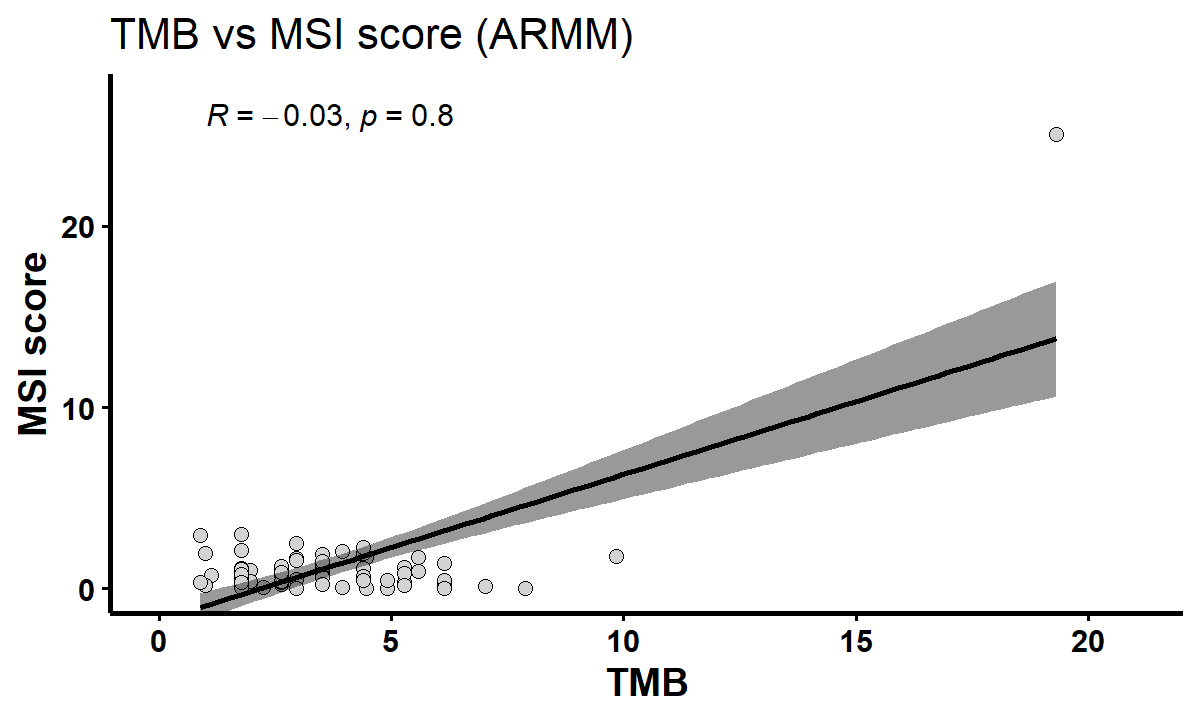 TMB vs MSI score (ARMM)
R = −0.03, p = 0.8
MSI score
20
10
0
0 5 10 15 20
TMB